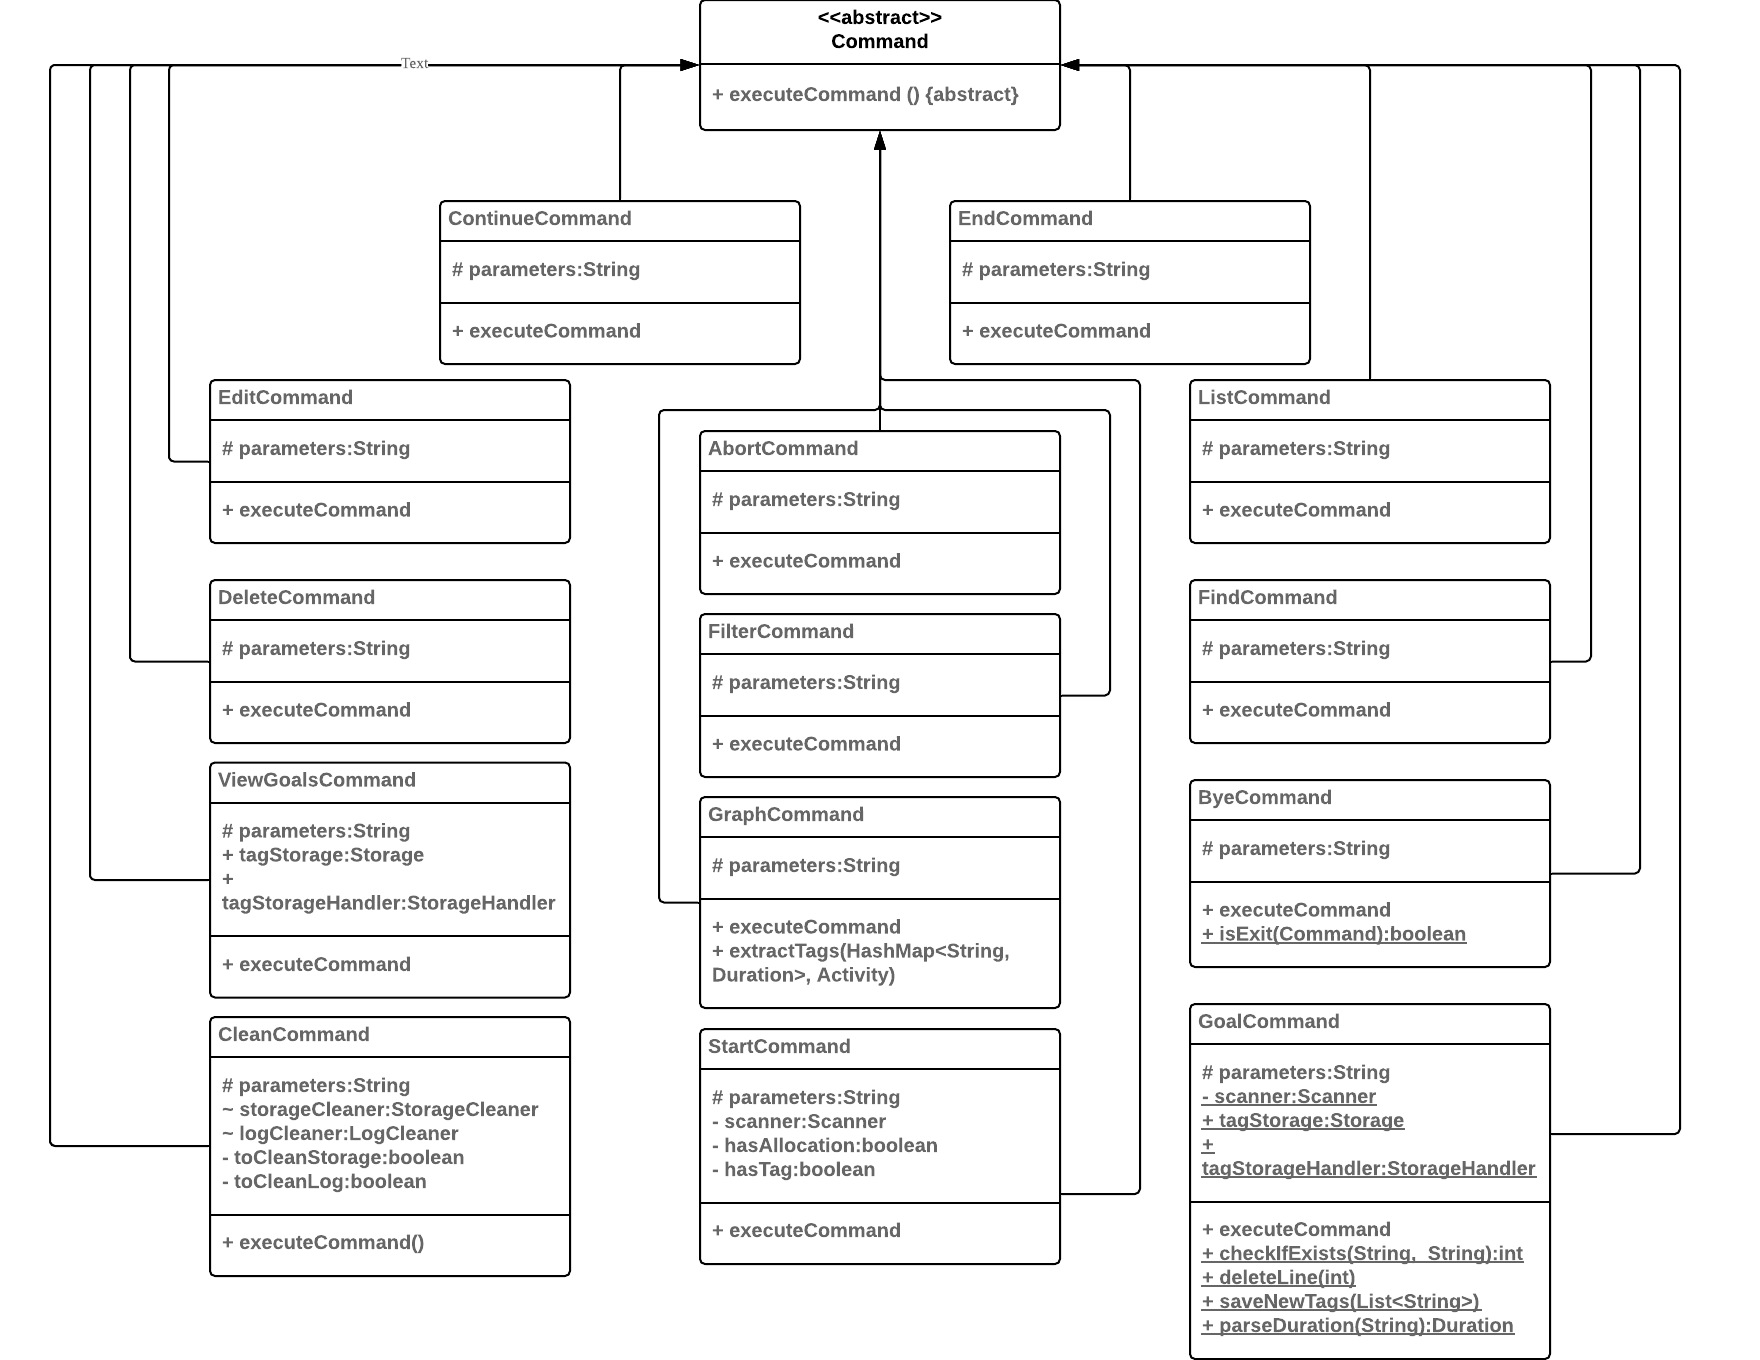 <<abstract>>
Command
+ executeCommand () {abstract}
Text
ContinueCommand
# parameters:String
+ executeCommand
EndCommand
# parameters:String
+ executeCommand
EditCommand
# parameters:String
+ executeCommand
DeleteCommand
# parameters:String
+ executeCommand
ViewGoalsCommand
# parameters:String
+ tagStorage:Storage
+
tagStorageHandler:StorageHandler
+ executeCommand
CleanCommand
# parameters:String
~ storageCleaner:StorageCleaner
~ logCleaner:LogCleaner
- toCleanStorage:boolean
- toCleanLog:boolean
+ executeCommand()
AbortCommand
# parameters:String
+ executeCommand
FilterCommand
# parameters:String
+ executeCommand
GraphCommand
# parameters:String
+ executeCommand
+ extractTags(HashMap<String,
Duration>, Activity)
StartCommand
# parameters:String
- scanner:Scanner
- hasAllocation:boolean
- hasTag:boolean
+ executeCommand
ListCommand
# parameters:String
+ executeCommand
FindCommand
# parameters:String
+ executeCommand
ByeCommand
# parameters:String
+ executeCommand
+ isExit(Command):boolean
GoalCommand
# parameters:String
- scanner:Scanner
+ tagStorage:Storage
+
tagStorageHandler:StorageHandler
+ executeCommand
+ checkIfExists(String,  String):int
+ deleteLine(int)
+ saveNewTags(List<String>)
+ parseDuration(String):Duration